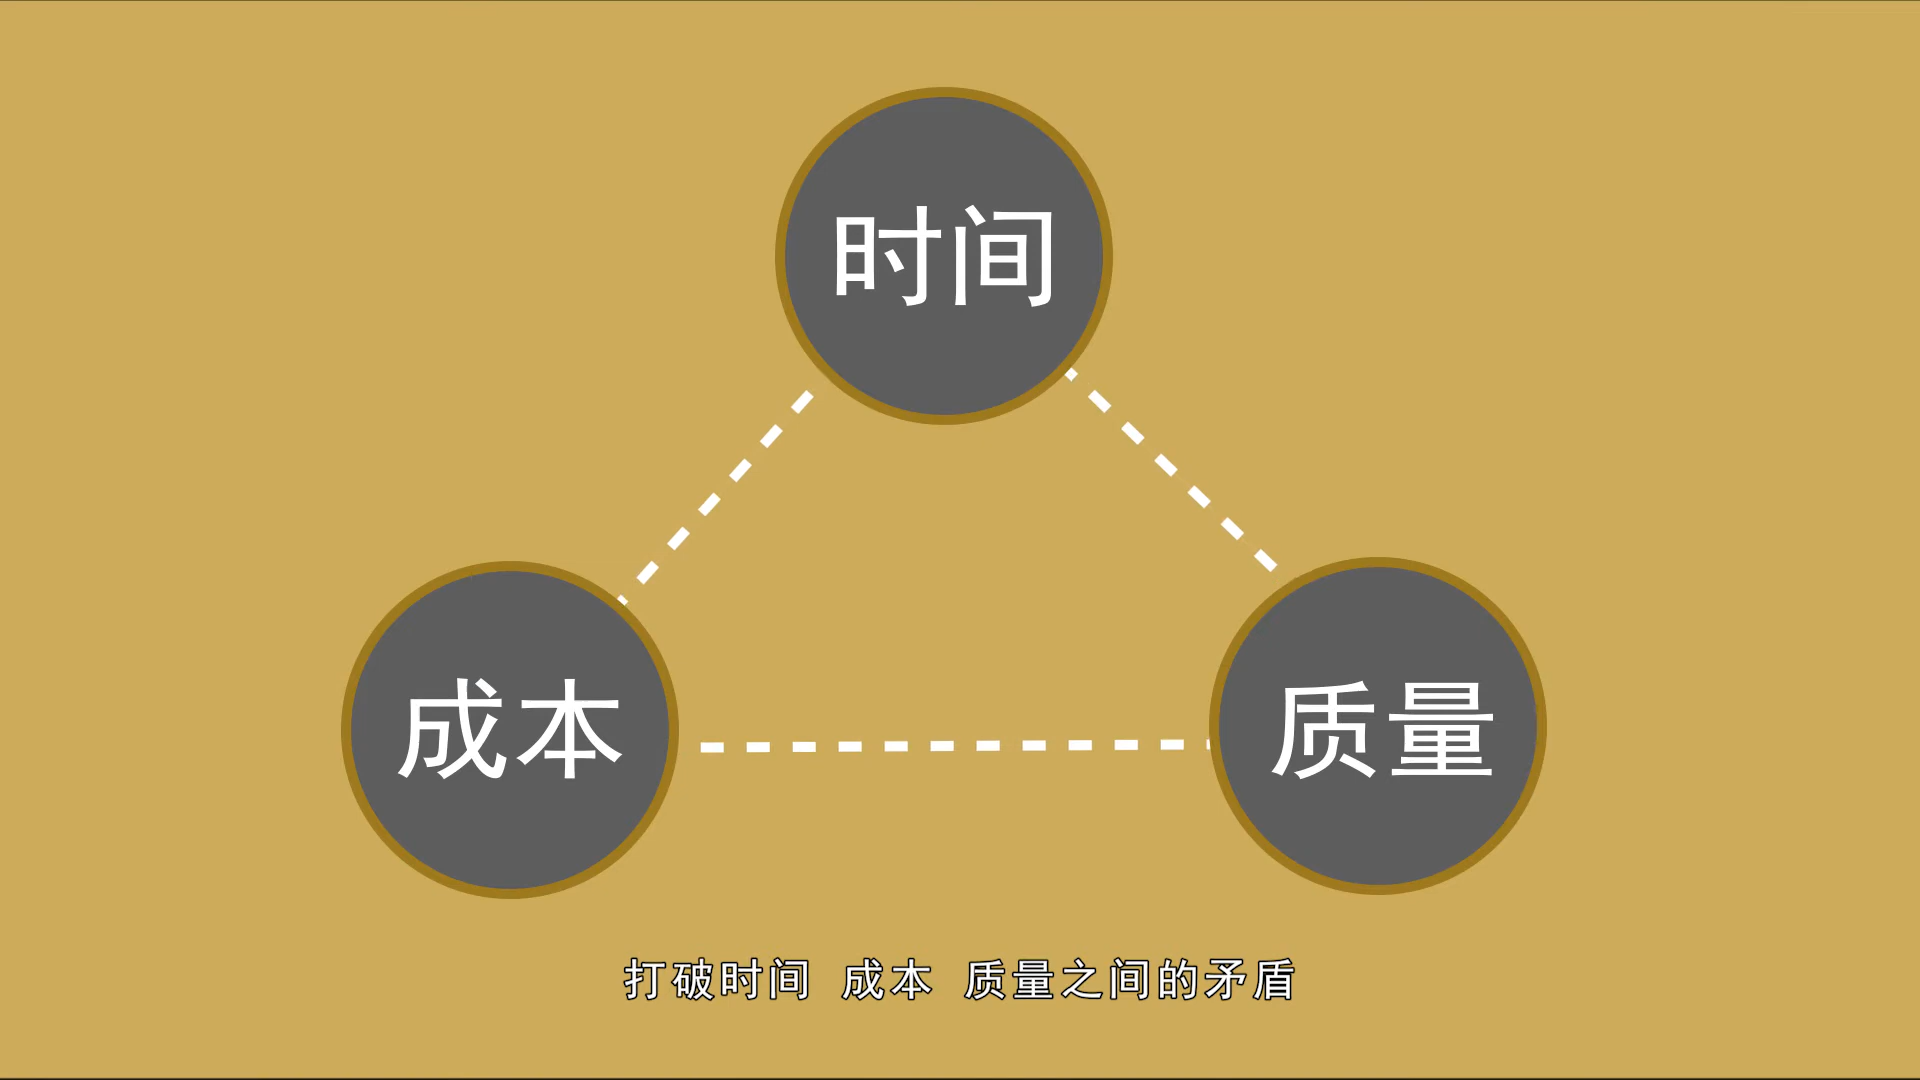 时间
成本
质量
打破时间 成本 质量之间的矛盾